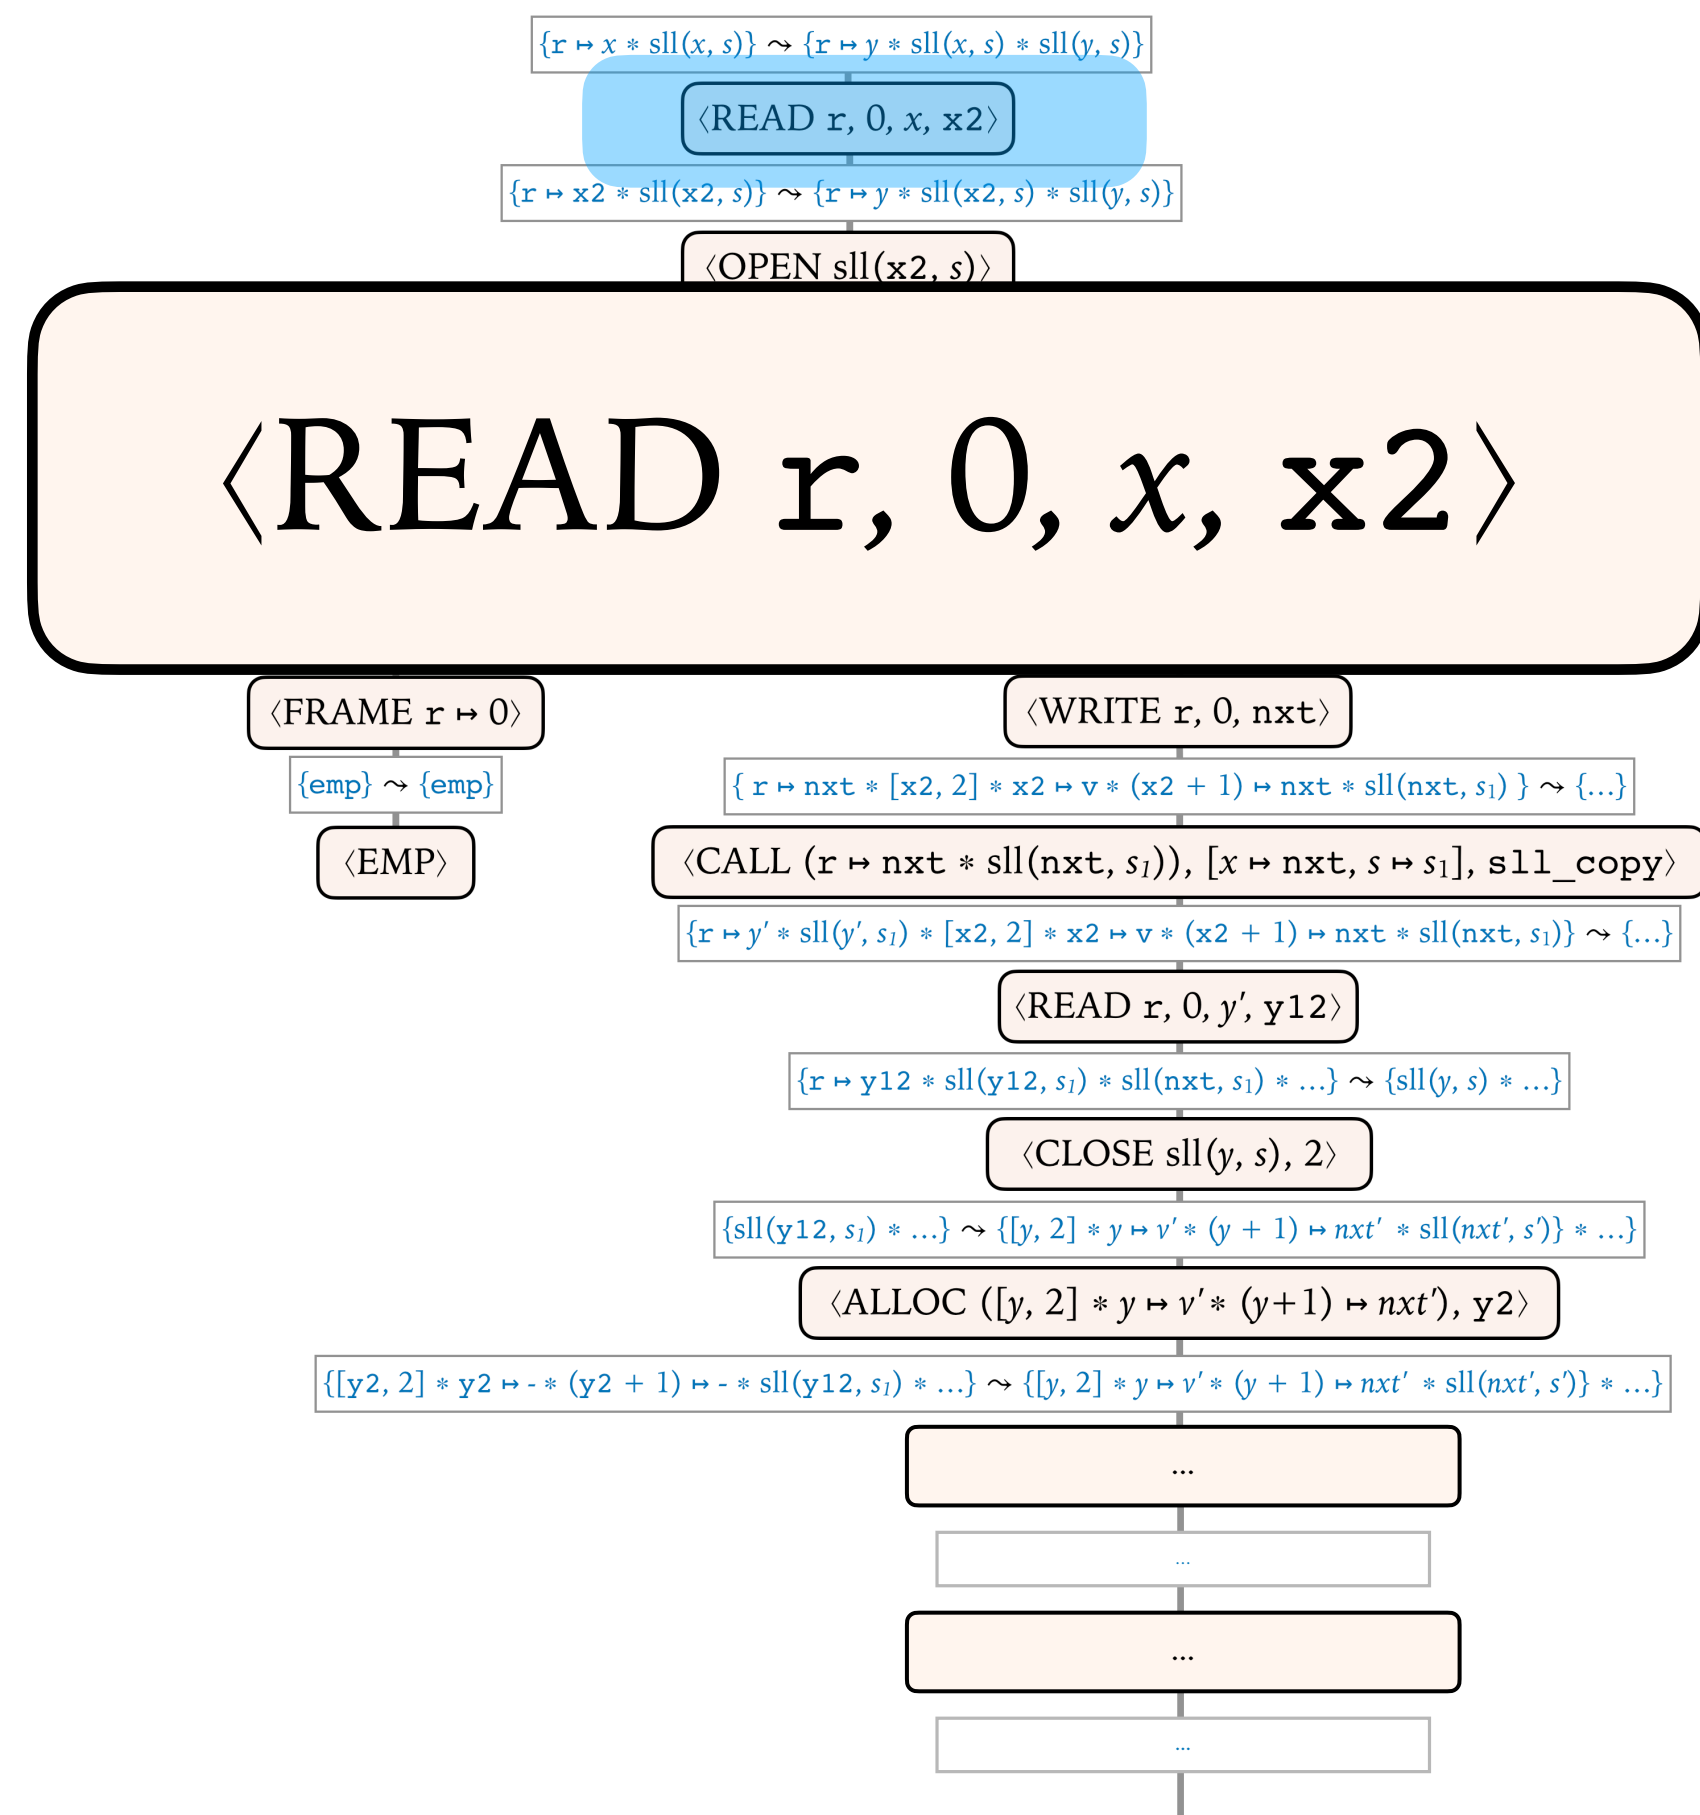 {r ↦ x * sll(x, s)} ⤳ {r ↦ y * sll(x, s) * sll(y, s)}
⟨READ r, 0, x, x2⟩
{r ↦ x2 * sll(x2, s)} ⤳ {r ↦ y * sll(x2, s) * sll(y, s)}
⟨OPEN sll(x2, s)⟩
⟨READ r, 0, x, x2⟩
⟨FRAME r ↦ 0⟩
{emp} ⤳ {emp}
⟨EMP⟩
⟨WRITE r, 0, nxt⟩
{ r ↦ nxt * [x2, 2] * x2 ↦ v * (x2 + 1) ↦ nxt * sll(nxt, s₁) } ⤳ {...}
⟨CALL (r ↦ nxt * sll(nxt, s₁)), [x ↦ nxt, s ↦ s₁], sll_copy⟩
{r ↦ y′ * sll(y′, s₁) * [x2, 2] * x2 ↦ v * (x2 + 1) ↦ nxt * sll(nxt, s₁)} ⤳ {...}
⟨READ r, 0, y′, y12⟩
{r ↦ y12 * sll(y12, s₁) * sll(nxt, s₁) * ...} ⤳ {sll(y, s) * ...}
⟨CLOSE sll(y, s), 2⟩
{sll(y12, s₁) * ...} ⤳ {[y, 2] * y ↦ v′ * (y + 1) ↦ nxt′ * sll(nxt′, s′)} * ...}
⟨ALLOC ([y, 2] * y ↦ v′ * (y+1) ↦ nxt′), y2⟩
{[y2, 2] * y2 ↦ - * (y2 + 1) ↦ - * sll(y12, s₁) * ...} ⤳ {[y, 2] * y ↦ v′ * (y + 1) ↦ nxt′ * sll(nxt′, s′)} * ...}
...
...
...
...